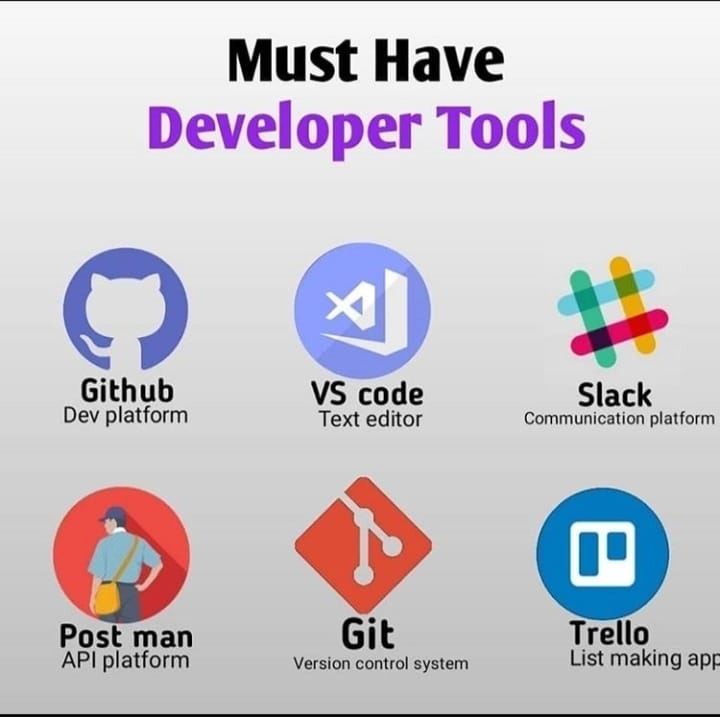 Must Have
Developer Tools
Github
Dev platform
VS code
Text editor
Slack
Communication platform
Post man
API platform
Git
Version control system
Trello
List making app